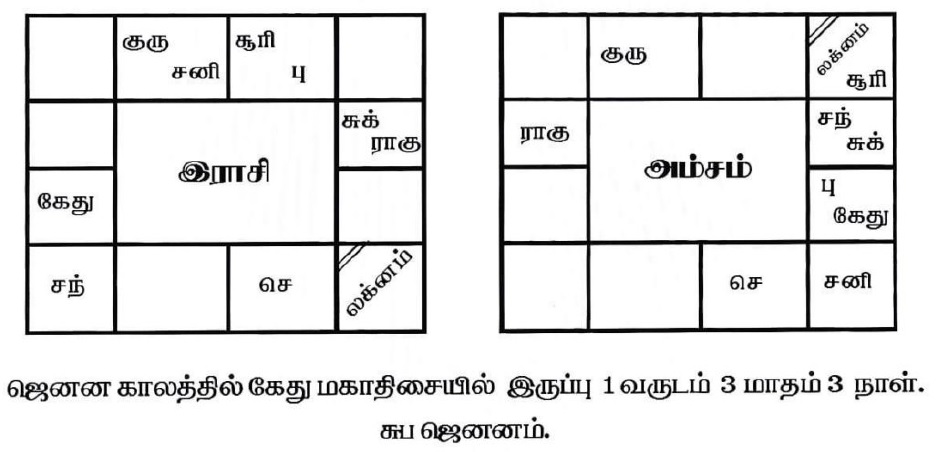 குரு சனி சூரி பு
சுக் ராகு
இராசி
கேது
சந் செ லக்னம்
குரு லக்னம் சூரி
ராகு சந் சுக்
அம்சம்
பு கேது
செ சனி
ஜெனன காலத்தில் கேது மகாதிசையில் இருப்பு 1 வருடம் 3 மாதம் 3 நாள்.
சுப ஜெனனம்.